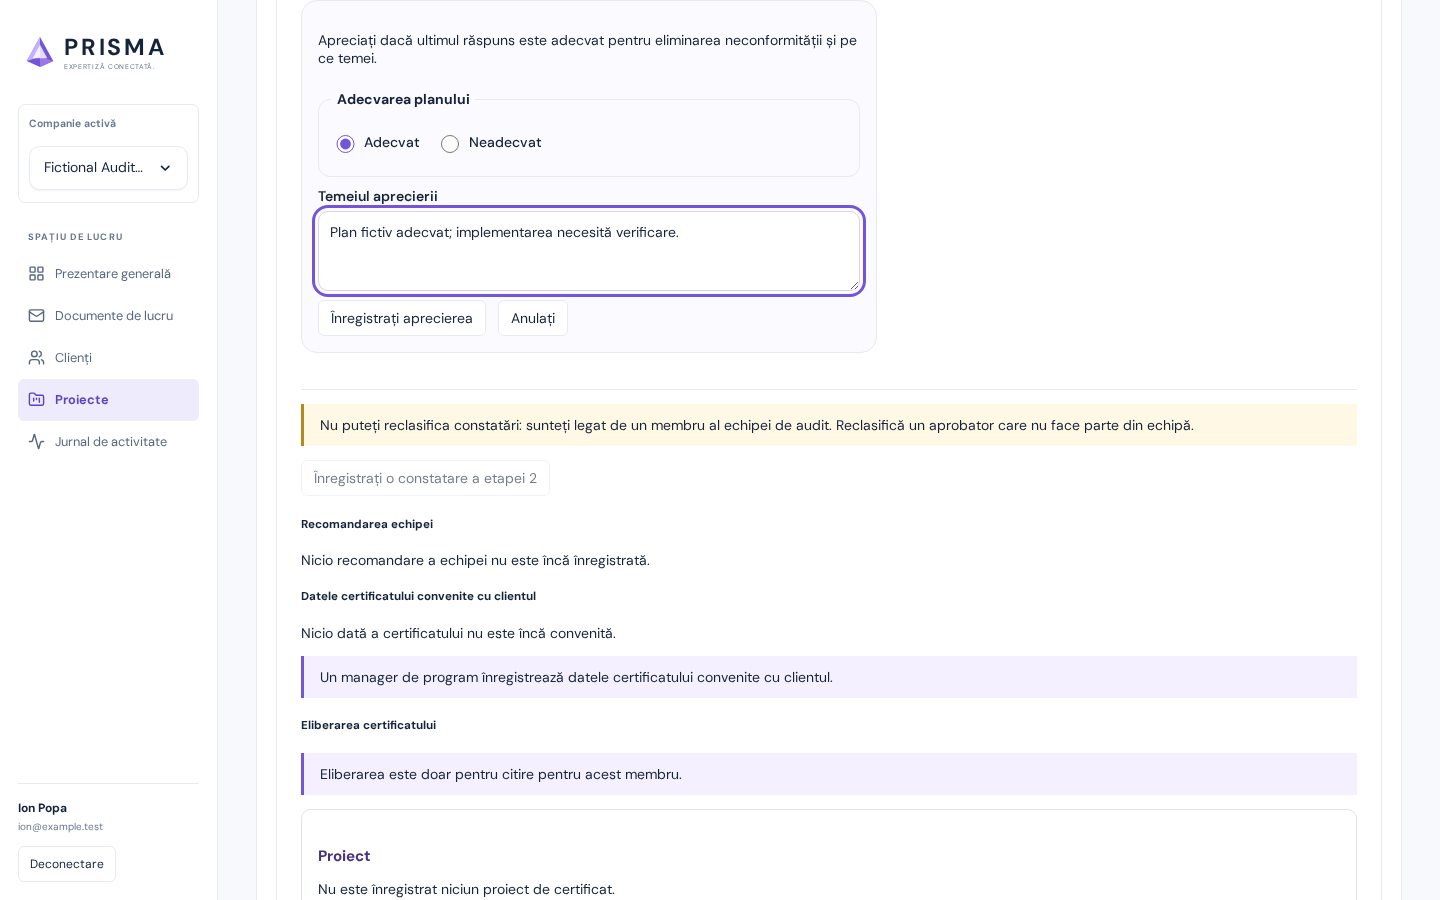 PRISMA
EXPERTIZĂ CONECTATĂ.
Companie activă
Fictional Audit...
SPAȚIU DE LUCRU
Prezentare generală
Documente de lucru
Clienți
Proiecte
Jurnal de activitate
Ion Popa
ion@example.test
Deconectare
Apreciați dacă ultimul răspuns este adecvat pentru eliminarea neconformității și pe
ce temei.
Adecvarea planului
Adecvat
Neadecvat
Temeiul aprecierii
Plan fictiv adecvat; implementarea necesită verificare.
Înregistrați aprecierea
Anulați
Nu puteți reclasifica constatări: sunteți legat de un membru al echipei de audit. Reclasifică un aprobator care nu face parte din echipă.
Înregistrați o constatare a etapei 2
Recomandarea echipei
Nicio recomandare a echipei nu este încă înregistrată.
Datele certificatului convenite cu clientul
Nicio dată a certificatului nu este încă convenită.
Un manager de program înregistrează datele certificatului convenite cu clientul.
Eliberarea certificatului
Eliberarea este doar pentru citire pentru acest membru.
Proiect
Nu este înregistrat niciun proiect de certificat.